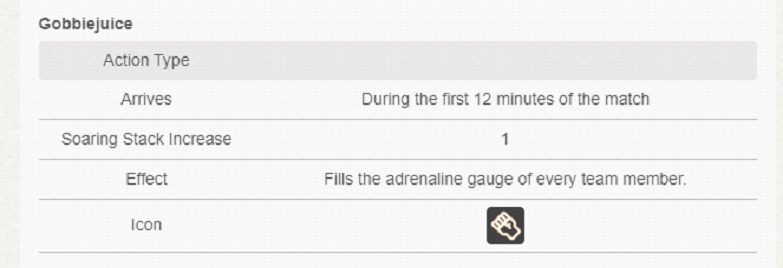 Gobbiejuice
Action Type
Arrives During the first 12 minutes of the match
Soaring Stack Increase 1
Effect Fills the adrenaline gauge of every team member.
Icon